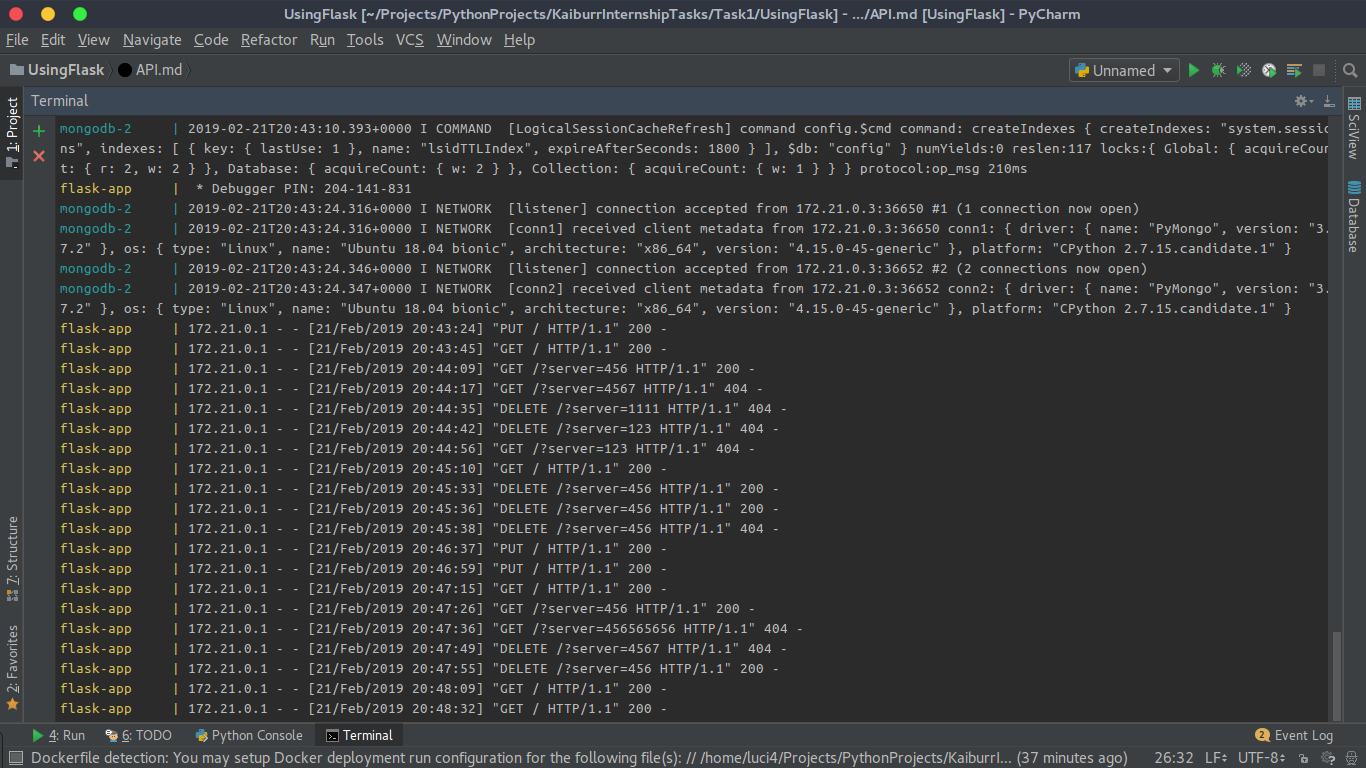 UsingFlask [~/Projects/PythonProjects/KaiburrInternshipTasks/Task1/UsingFlask] - .../API.md [UsingFlask] - PyCharm
File Edit View Navigate Code Refactor Run Tools VCS Window Help
UsingFlask API.md Unnamed
Terminal
1: Project
7: Structure
2: Favorites
SciView
Database
mongodb-2 | 2019-02-21T20:43:10.393+0000 I COMMAND [LogicalSessionCacheRefresh] command config.$cmd command: createIndexes { createIndexes: "system.sessio
ns", indexes: [ { key: { lastUse: 1 }, name: "lsidTTLIndex", expireAfterSeconds: 1800 } ], $db: "config" } numYields:0 reslen:117 locks:{ Global: { acquireCoun
t: { r: 2, w: 2 } }, Database: { acquireCount: { w: 2 } }, Collection: { acquireCount: { w: 1 } } } protocol:op_msg 210ms
flask-app | * Debugger PIN: 204-141-831
mongodb-2 | 2019-02-21T20:43:24.316+0000 I NETWORK [listener] connection accepted from 172.21.0.3:36650 #1 (1 connection now open)
mongodb-2 | 2019-02-21T20:43:24.316+0000 I NETWORK [conn1] received client metadata from 172.21.0.3:36650 conn1: { driver: { name: "PyMongo", version: "3.
7.2" }, os: { type: "Linux", name: "Ubuntu 18.04 bionic", architecture: "x86_64", version: "4.15.0-45-generic" }, platform: "CPython 2.7.15.candidate.1" }
mongodb-2 | 2019-02-21T20:43:24.346+0000 I NETWORK [listener] connection accepted from 172.21.0.3:36652 #2 (2 connections now open)
mongodb-2 | 2019-02-21T20:43:24.347+0000 I NETWORK [conn2] received client metadata from 172.21.0.3:36652 conn2: { driver: { name: "PyMongo", version: "3.
7.2" }, os: { type: "Linux", name: "Ubuntu 18.04 bionic", architecture: "x86_64", version: "4.15.0-45-generic" }, platform: "CPython 2.7.15.candidate.1" }
flask-app | 172.21.0.1 - - [21/Feb/2019 20:43:24] "PUT / HTTP/1.1" 200 -
flask-app | 172.21.0.1 - - [21/Feb/2019 20:43:45] "GET / HTTP/1.1" 200 -
flask-app | 172.21.0.1 - - [21/Feb/2019 20:44:09] "GET /?server=456 HTTP/1.1" 200 -
flask-app | 172.21.0.1 - - [21/Feb/2019 20:44:17] "GET /?server=4567 HTTP/1.1" 404 -
flask-app | 172.21.0.1 - - [21/Feb/2019 20:44:35] "DELETE /?server=1111 HTTP/1.1" 404 -
flask-app | 172.21.0.1 - - [21/Feb/2019 20:44:42] "DELETE /?server=123 HTTP/1.1" 404 -
flask-app | 172.21.0.1 - - [21/Feb/2019 20:44:56] "GET /?server=123 HTTP/1.1" 404 -
flask-app | 172.21.0.1 - - [21/Feb/2019 20:45:10] "GET / HTTP/1.1" 200 -
flask-app | 172.21.0.1 - - [21/Feb/2019 20:45:33] "DELETE /?server=456 HTTP/1.1" 200 -
flask-app | 172.21.0.1 - - [21/Feb/2019 20:45:36] "DELETE /?server=456 HTTP/1.1" 200 -
flask-app | 172.21.0.1 - - [21/Feb/2019 20:45:38] "DELETE /?server=456 HTTP/1.1" 404 -
flask-app | 172.21.0.1 - - [21/Feb/2019 20:46:37] "PUT / HTTP/1.1" 200 -
flask-app | 172.21.0.1 - - [21/Feb/2019 20:46:59] "PUT / HTTP/1.1" 200 -
flask-app | 172.21.0.1 - - [21/Feb/2019 20:47:15] "GET / HTTP/1.1" 200 -
flask-app | 172.21.0.1 - - [21/Feb/2019 20:47:26] "GET /?server=456 HTTP/1.1" 200 -
flask-app | 172.21.0.1 - - [21/Feb/2019 20:47:36] "GET /?server=456565656 HTTP/1.1" 404 -
flask-app | 172.21.0.1 - - [21/Feb/2019 20:47:49] "DELETE /?server=4567 HTTP/1.1" 404 -
flask-app | 172.21.0.1 - - [21/Feb/2019 20:47:55] "DELETE /?server=456 HTTP/1.1" 200 -
flask-app | 172.21.0.1 - - [21/Feb/2019 20:48:09] "GET / HTTP/1.1" 200 -
flask-app | 172.21.0.1 - - [21/Feb/2019 20:48:32] "GET / HTTP/1.1" 200 -
4: Run 6: TODO Python Console Terminal 2 Event Log
Dockerfile detection: You may setup Docker deployment run configuration for the following file(s): // /home/luci4/Projects/PythonProjects/KaiburrI... (37 minutes ago) 26:32 LF UTF-8